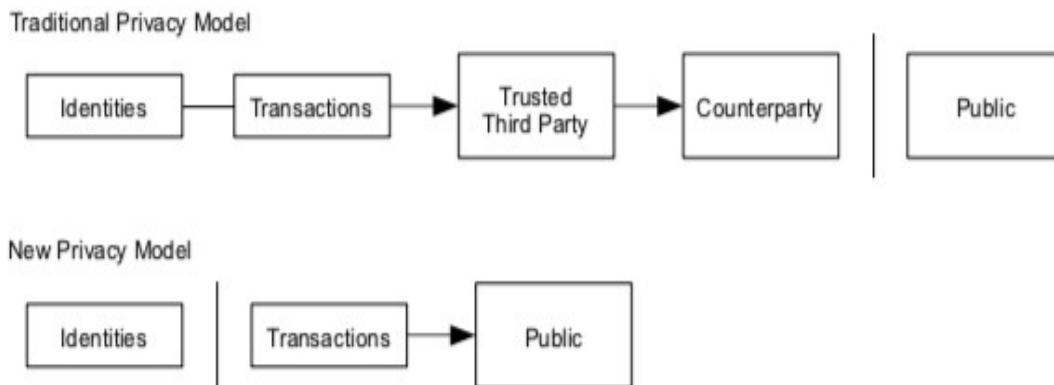 Traditional Privacy Model
Identities
Transactions
Trusted
Third Party
Counterparty
Public
New Privacy Model
Identities
Transactions
Public